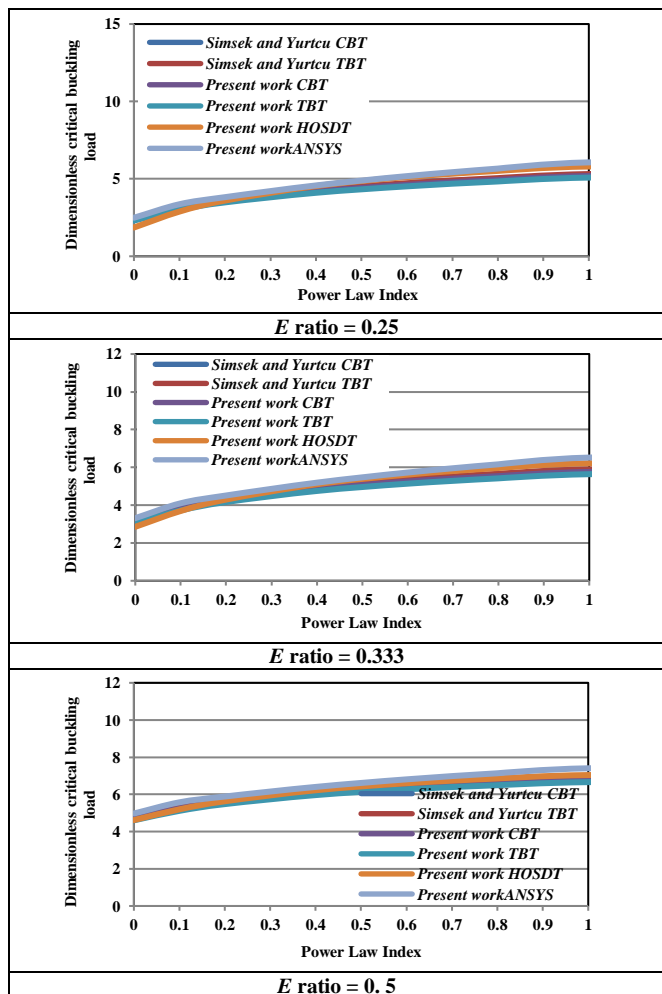 Simsek and Yurtcu CBT
Simsek and Yurtcu TBT
Present work CBT
Present work TBT
Present work HOSDT
Present workANSYS
Dimensionless critical buckling
load
15
10
5
0
0 0.1 0.2 0.3 0.4 0.5 0.6 0.7 0.8 0.9 1
Power Law Index
E ratio = 0.25
Simsek and Yurtcu CBT
Simsek and Yurtcu TBT
Present work CBT
Present work TBT
Present work HOSDT
Present workANSYS
Dimensionless critical buckling
load
12
10
8
6
4
2
0
0 0.1 0.2 0.3 0.4 0.5 0.6 0.7 0.8 0.9 1
Power Law Index
E ratio = 0.333
Dimensionless critical buckling
load
12
10
8
6
4
2
0
Simsek and Yurtcu CBT
Simsek and Yurtcu TBT
Present work CBT
Present work TBT
Present work HOSDT
Present workANSYS
0 0.1 0.2 0.3 0.4 0.5 0.6 0.7 0.8 0.9 1
Power Law Index
E ratio = 0. 5